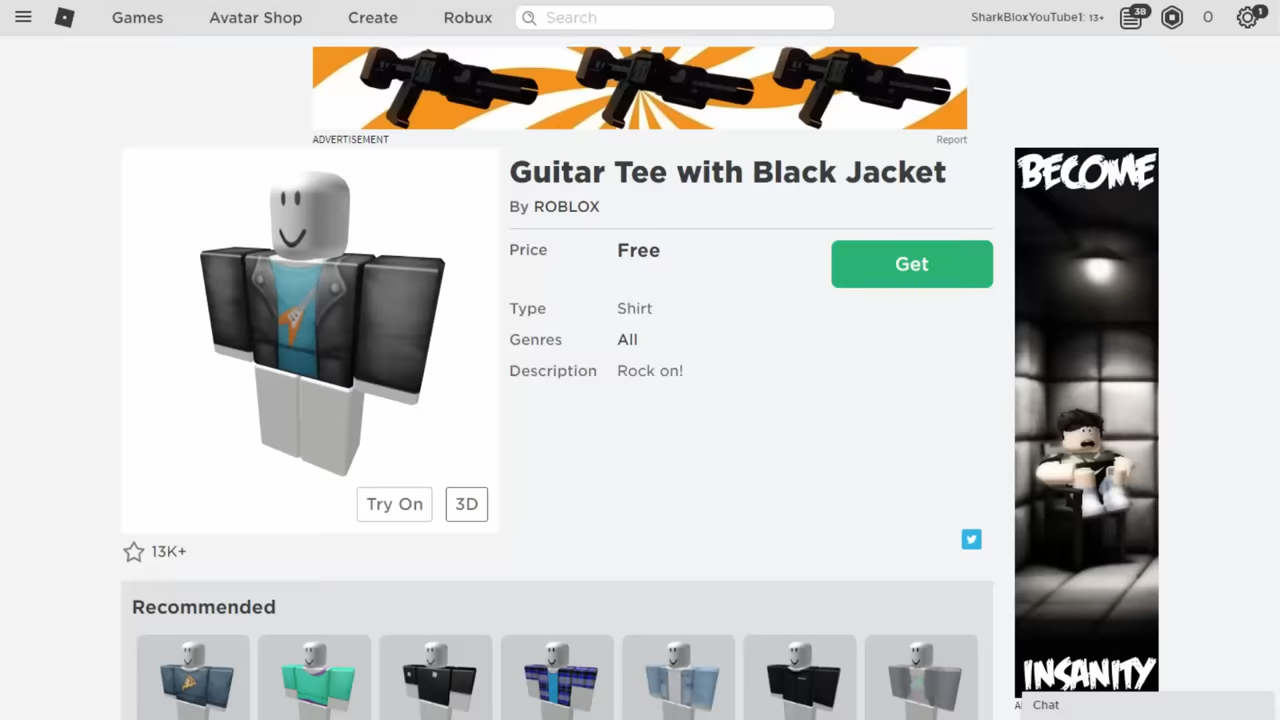 Games Avatar Shop Create Robux Search SharkBloxYouTube1: 13+ 38 0 1
ADVERTISEMENT Report
BECOME
Guitar Tee with Black Jacket
By ROBLOX
Price Free Get
Type Shirt
Genres All
Description Rock on!
Try On 3D
13K+
Recommended
INSANITY
Chat